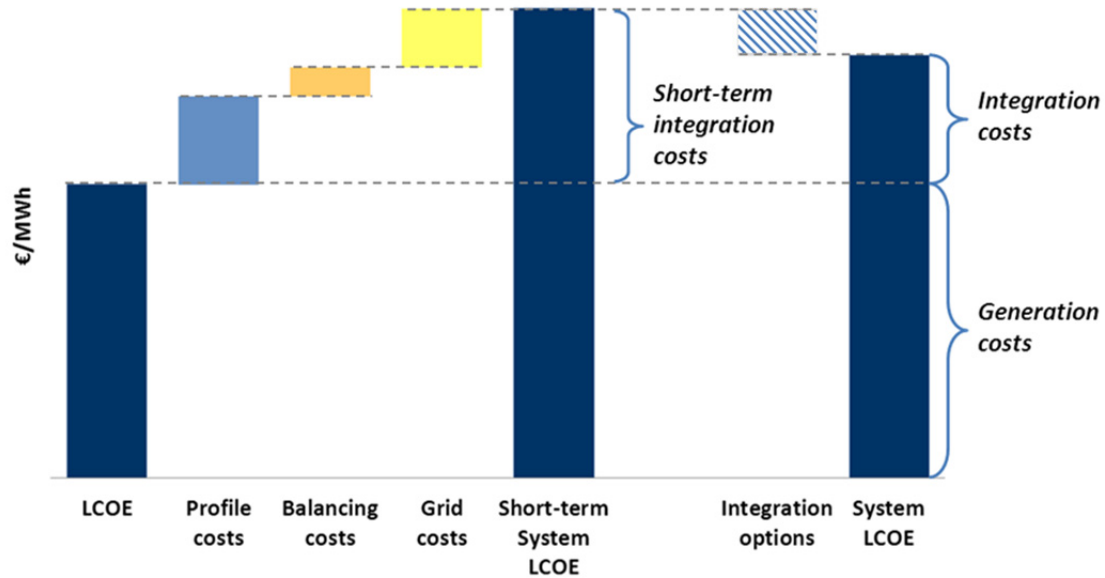 €/MWh
Short-term
integration
costs
Integration
costs
Generation
costs
LCOE
Profile
costs
Balancing
costs
Grid
costs
Short-term
System
LCOE
Integration
options
System
LCOE